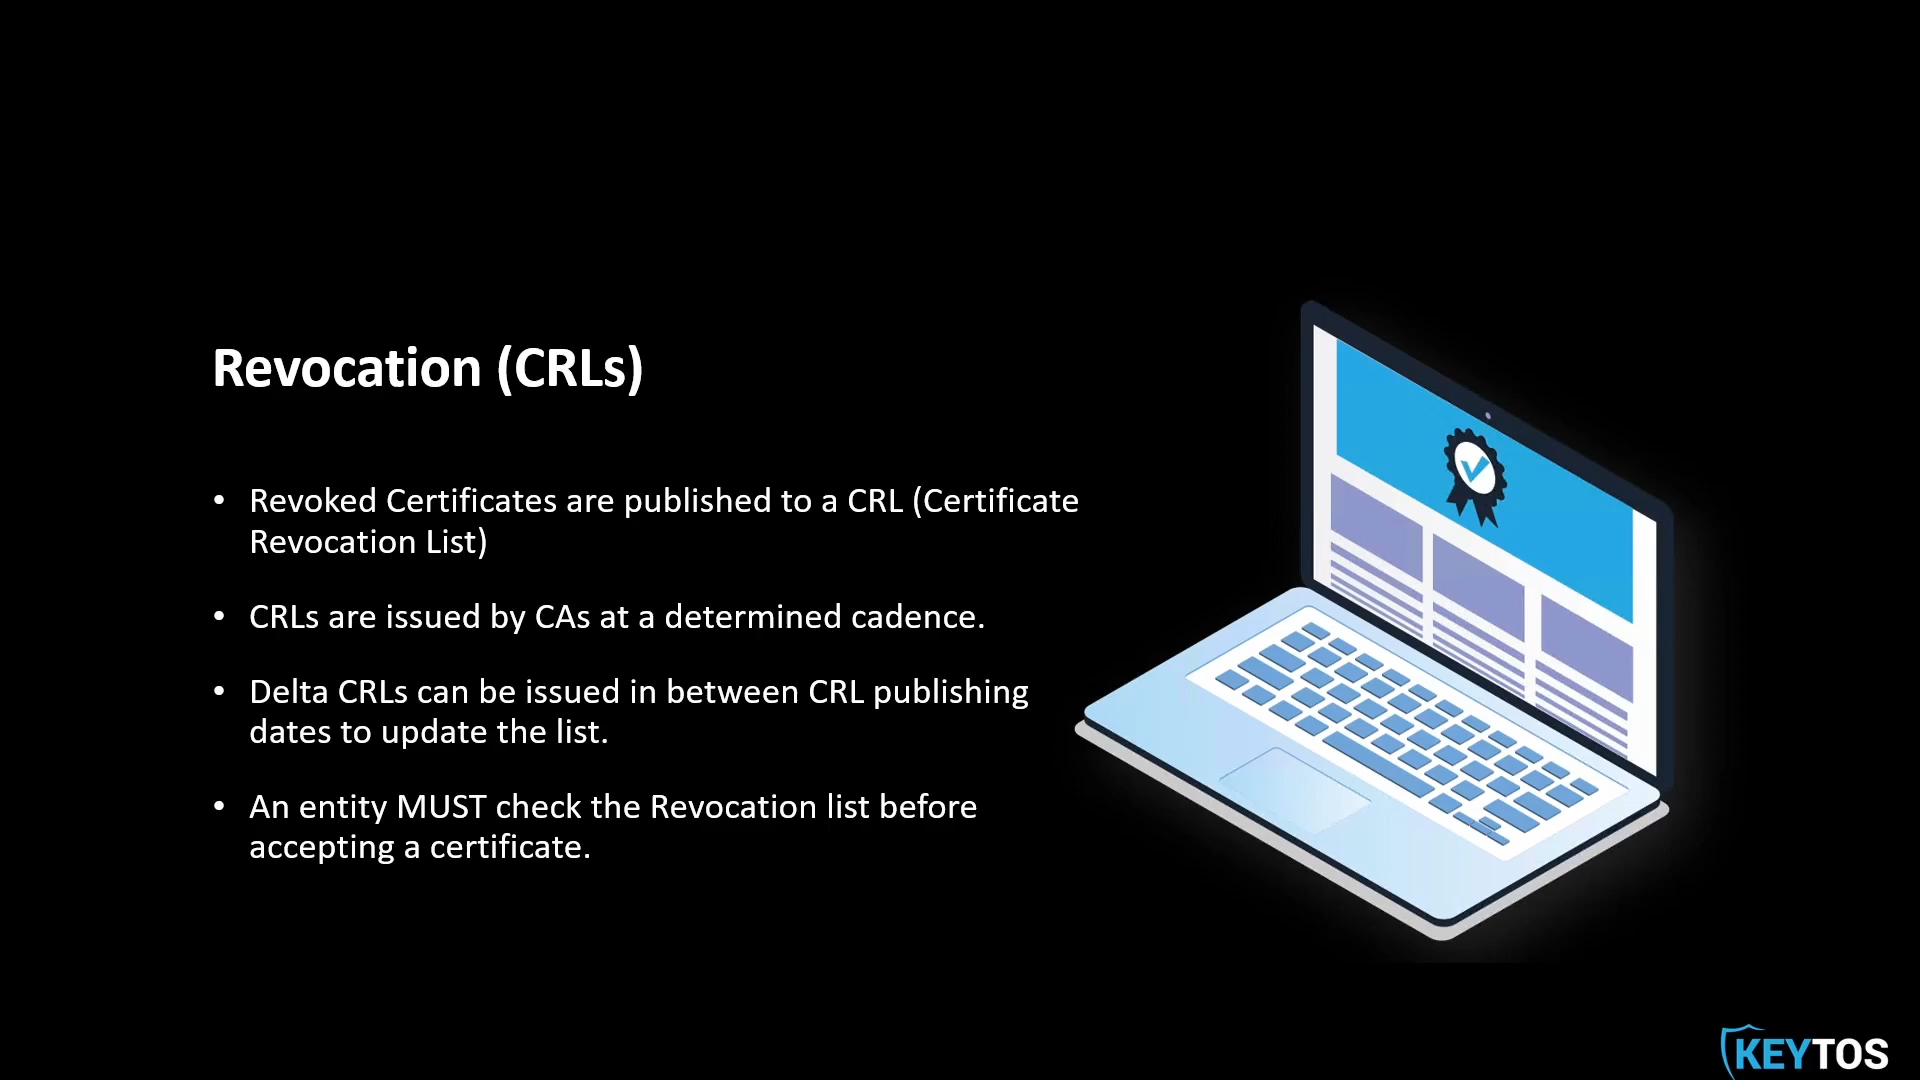 Revocation (CRLs)
• Revoked Certificates are published to a CRL (Certificate
Revocation List)
• CRLs are issued by CAs at a determined cadence.
• Delta CRLs can be issued in between CRL publishing
dates to update the list.
• An entity MUST check the Revocation list before
accepting a certificate.
KEYTOS